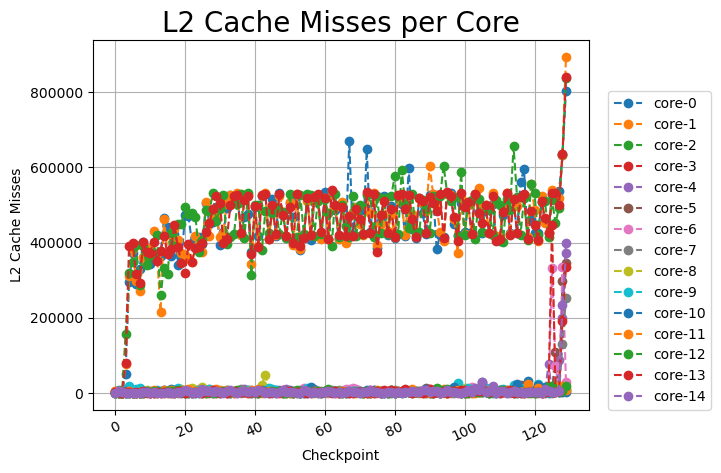 L2 Cache Misses per Core
L2 Cache Misses
800000
600000
400000
200000
0
0 20 40 60 80 100 120
Checkpoint
core-0
core-1
core-2
core-3
core-4
core-5
core-6
core-7
core-8
core-9
core-10
core-11
core-12
core-13
core-14